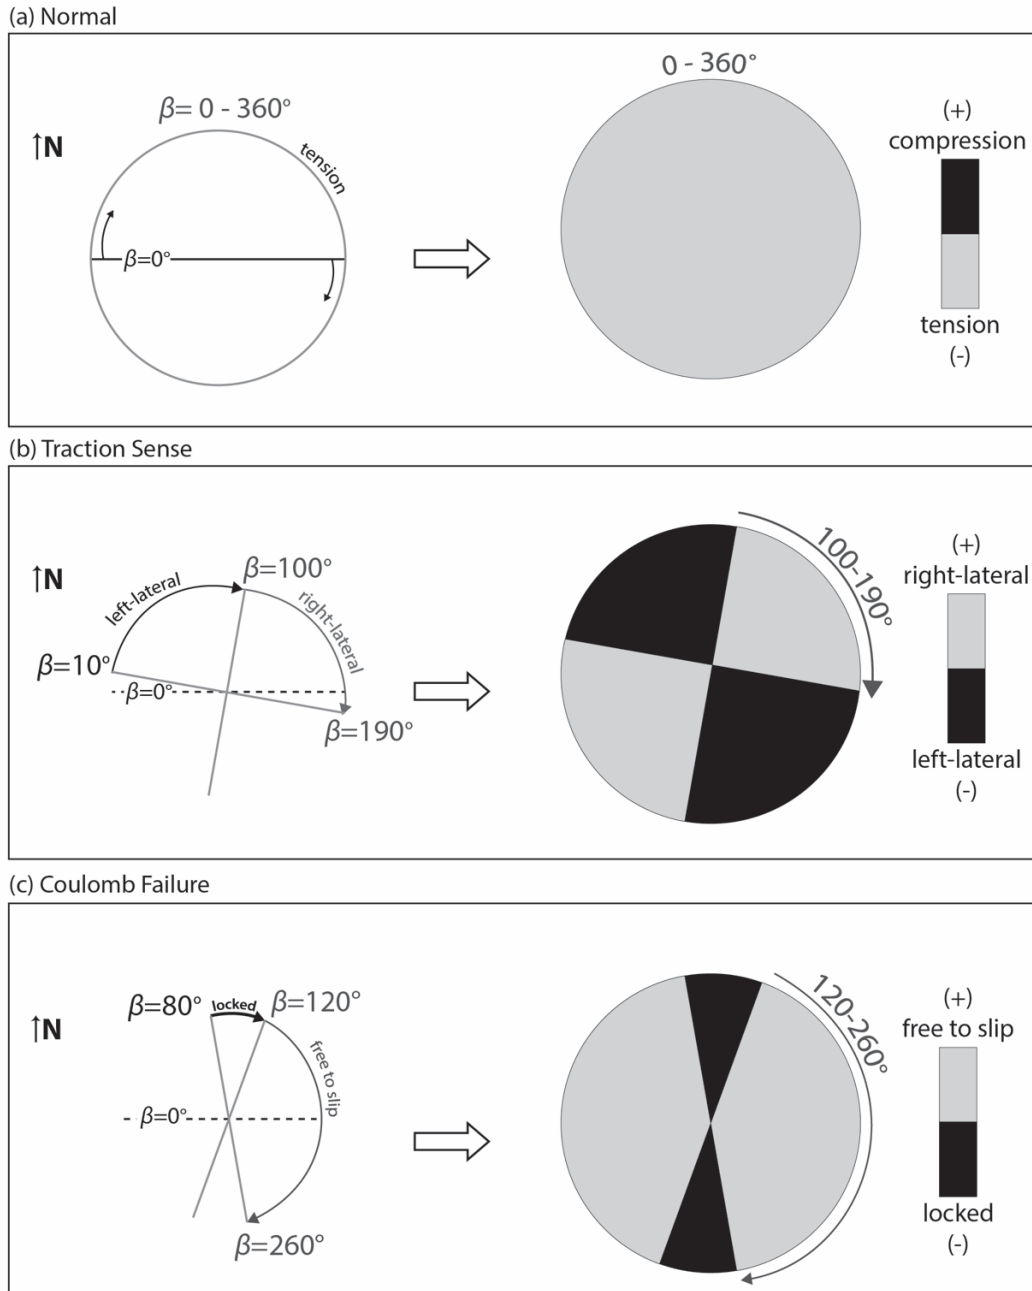 (a) Normal
β= 0 - 360°
↑N
tension
β=0°
0 - 360°
(+)
compression
tension
(-)
(b) Traction Sense
↑N
left-lateral
β=100°
right-lateral
β=10°
β=0°
β=190°
100-190°
(+)
right-lateral
left-lateral
(-)
(c) Coulomb Failure
↑N
β=80°
locked
β=120°
free to slip
β=0°
β=260°
120-260°
(+)
free to slip
locked
(-)